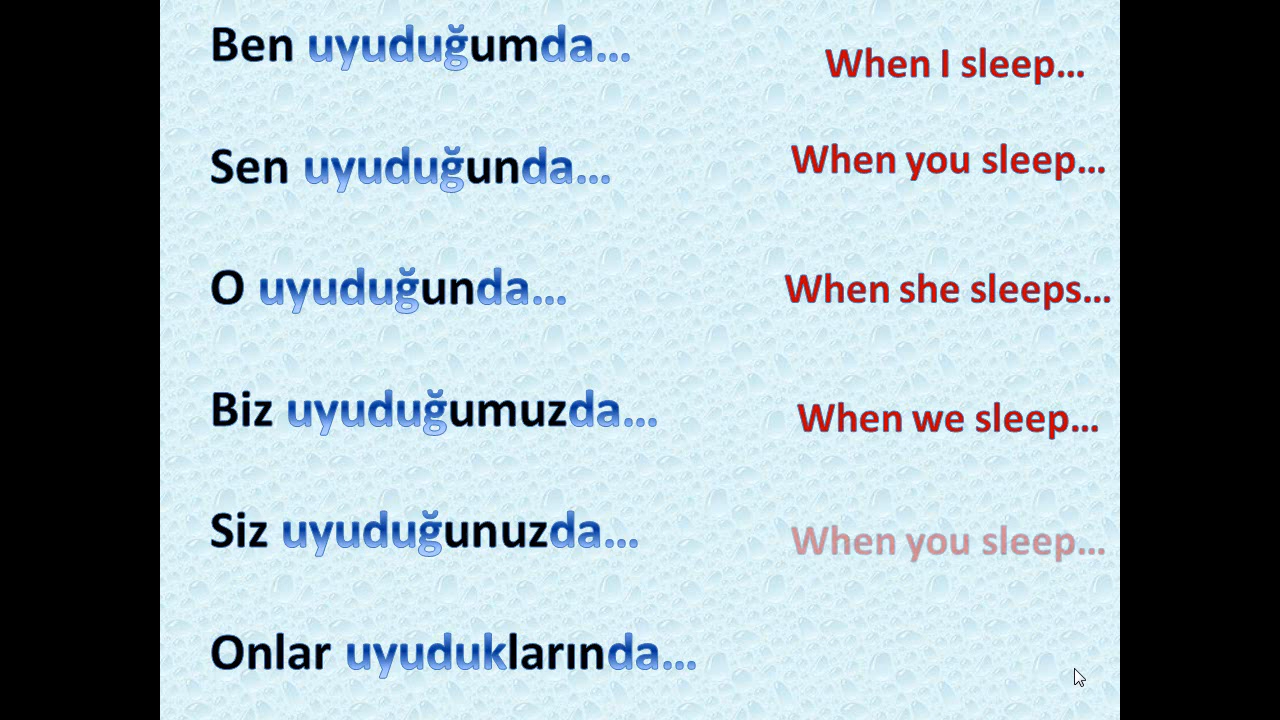 Ben uyuduğumda...
When I sleep...
Sen uyuduğunda...
When you sleep...
O uyuduğunda...
When she sleeps...
Biz uyuduğumuzda...
When we sleep...
Siz uyuduğunuzda...
When you sleep...
Onlar uyuduklarında...